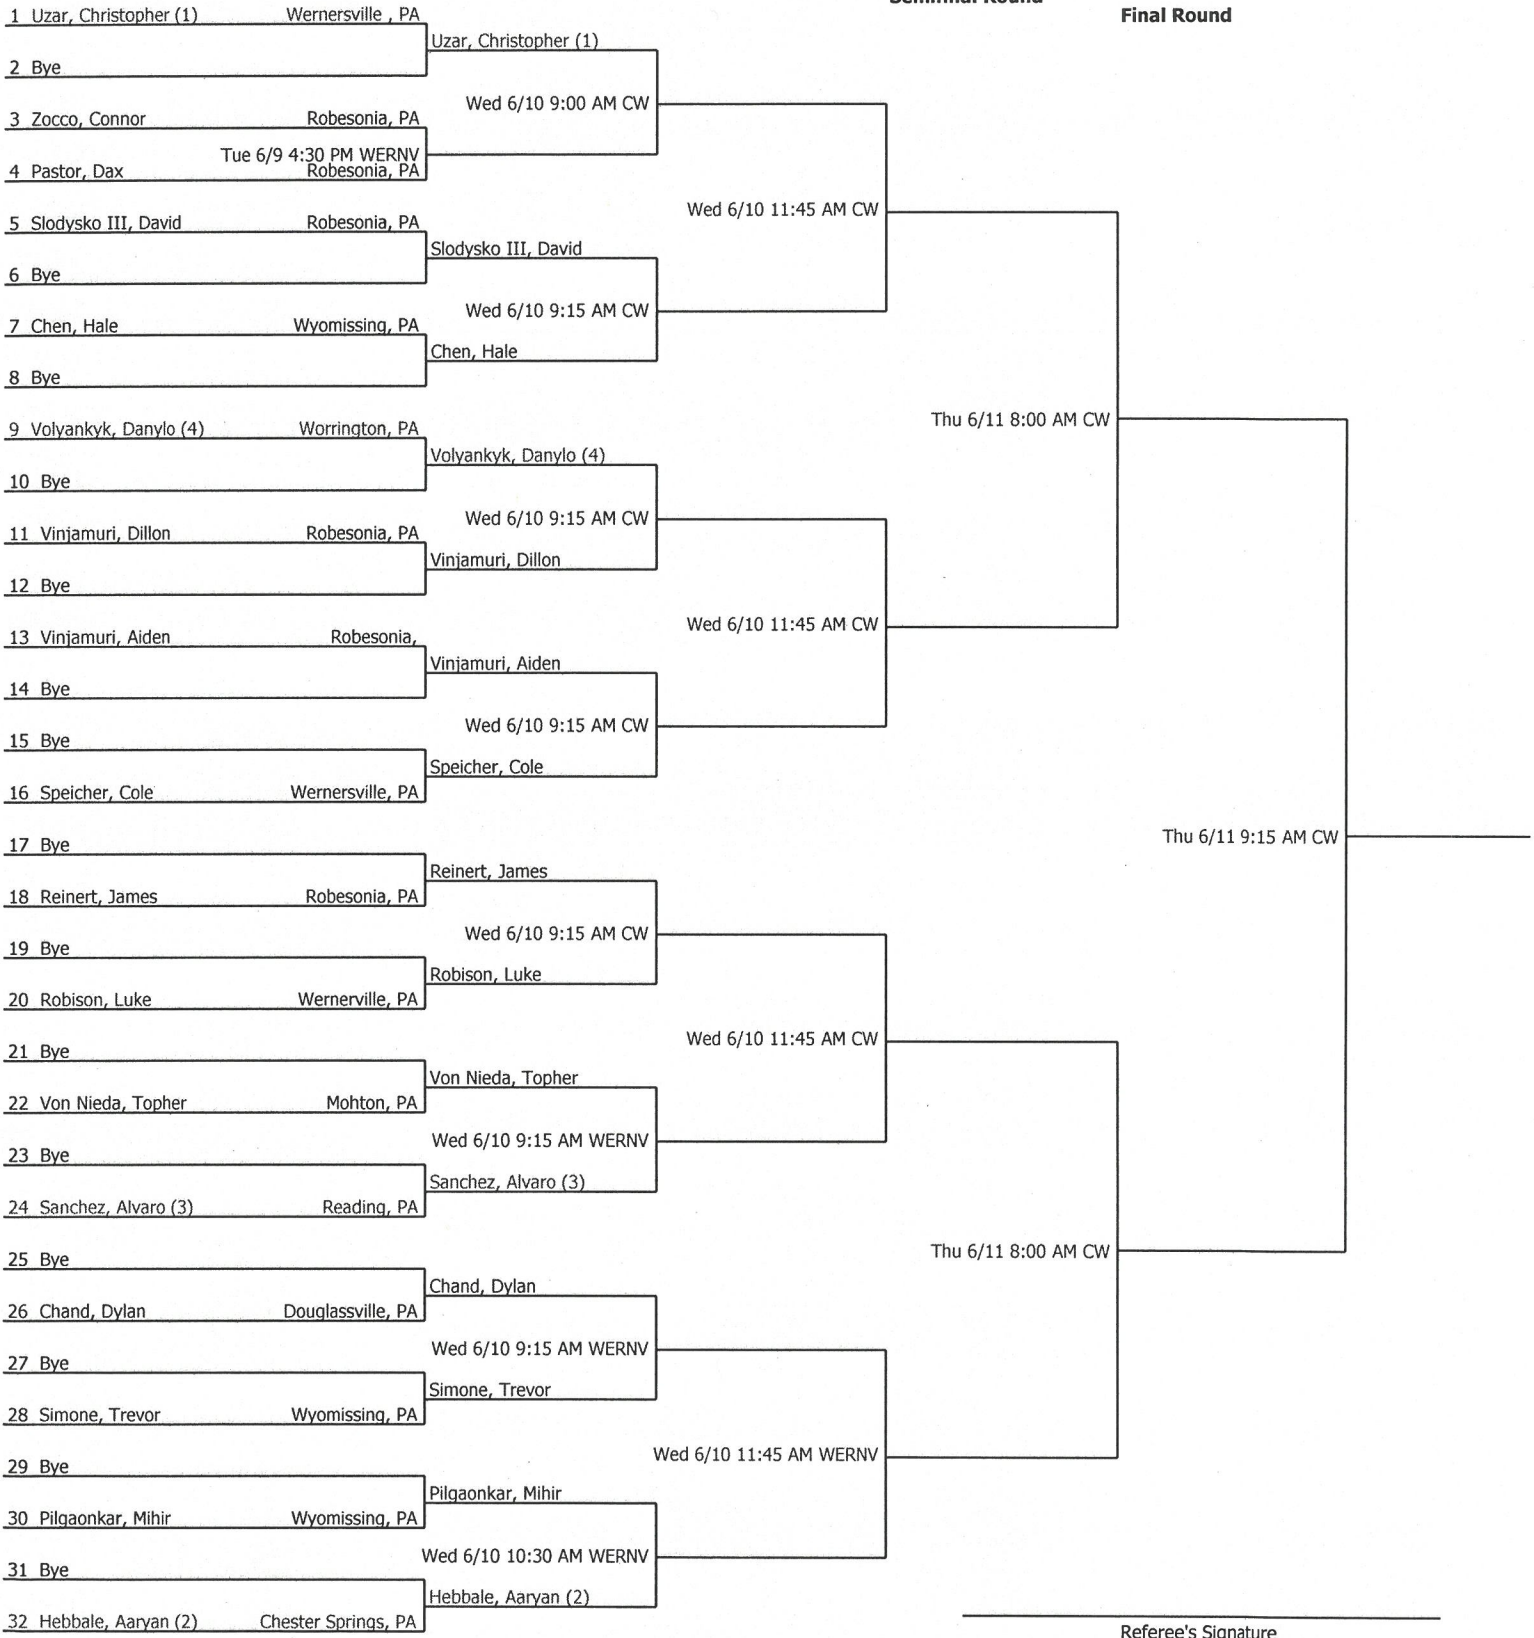 Semifinal Round
Final Round
1 Uzar, Christopher (1) Wernersville , PA
Uzar, Christopher (1)
2 Bye
Wed 6/10 9:00 AM CW
3 Zocco, Connor Robesonia, PA
Tue 6/9 4:30 PM WERNV
4 Pastor, Dax Robesonia, PA
Wed 6/10 11:45 AM CW
5 Slodysko III, David Robesonia, PA
Slodysko III, David
6 Bye
Wed 6/10 9:15 AM CW
7 Chen, Hale Wyomissing, PA
Chen, Hale
8 Bye
Thu 6/11 8:00 AM CW
9 Volyankyk, Danylo (4) Worrington, PA
Volyankyk, Danylo (4)
10 Bye
Wed 6/10 9:15 AM CW
11 Vinjamuri, Dillon Robesonia, PA
Vinjamuri, Dillon
12 Bye
Wed 6/10 11:45 AM CW
13 Vinjamuri, Aiden Robesonia,
Vinjamuri, Aiden
14 Bye
Wed 6/10 9:15 AM CW
15 Bye
Speicher, Cole
16 Speicher, Cole Wernersville, PA
Thu 6/11 9:15 AM CW
17 Bye
Reinert, James
18 Reinert, James Robesonia, PA
Wed 6/10 9:15 AM CW
19 Bye
Robison, Luke
20 Robison, Luke Wernerville, PA
Wed 6/10 11:45 AM CW
21 Bye
Von Nieda, Topher
22 Von Nieda, Topher Mohton, PA
Wed 6/10 9:15 AM WERNV
23 Bye
Sanchez, Alvaro (3)
24 Sanchez, Alvaro (3) Reading, PA
Thu 6/11 8:00 AM CW
25 Bye
Chand, Dylan
26 Chand, Dylan Douglassville, PA
Wed 6/10 9:15 AM WERNV
27 Bye
Simone, Trevor
28 Simone, Trevor Wyomissing, PA
Wed 6/10 11:45 AM WERNV
29 Bye
Pilgaonkar, Mihir
30 Pilgaonkar, Mihir Wyomissing, PA
Wed 6/10 10:30 AM WERNV
31 Bye
Hebbale, Aaryan (2)
32 Hebbale, Aaryan (2) Chester Springs, PA
Referee's Signature